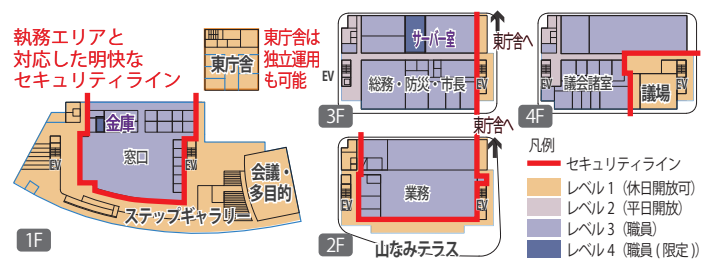 執務エリアと
対応した明快な
セキュリティライン
東庁舎
東庁舎は
独立運用
も可能
金庫
窓口
EV
EV
会議・
多目的
ステップギャラリー
1F
サーバー室
東庁舎へ
EV
総務・防災・市長
EV
3F
議会諸室
議場
EV
4F
東庁舎へ
EV
業務
EV
2F
山なみテラス
凡例
セキュリティライン
レベル1（休日開放可）
レベル2（平日開放）
レベル3（職員）
レベル4（職員(限定)）